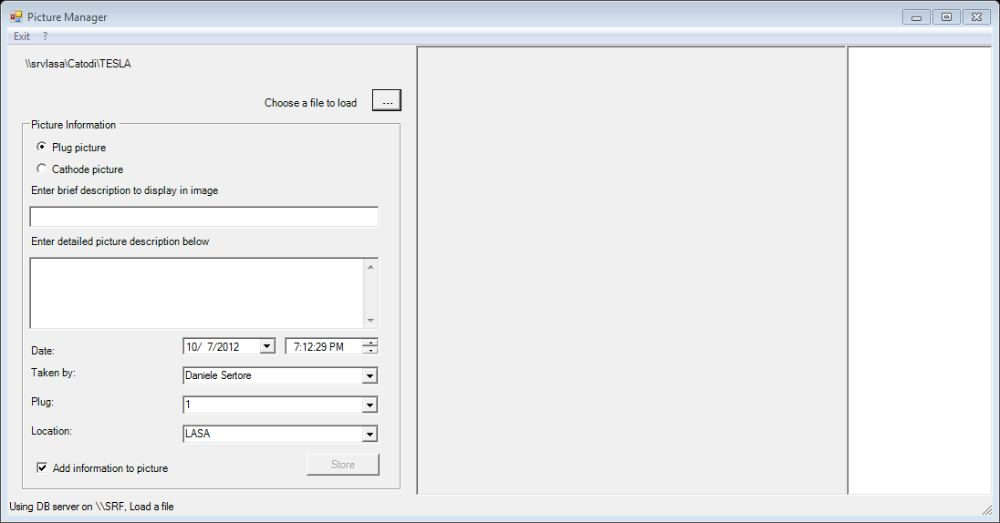 Picture Manager
Exit ?
\\srvlasa\Catodi\TESLA
Choose a file to load ...
Picture Information
Plug picture
Cathode picture
Enter brief description to display in image
Enter detailed picture description below
Date: 10/ 7/2012 7:12:29 PM
Taken by: Daniele Sertore
Plug: 1
Location: LASA
Add information to picture Store
Using DB server on \\SRF, Load a file